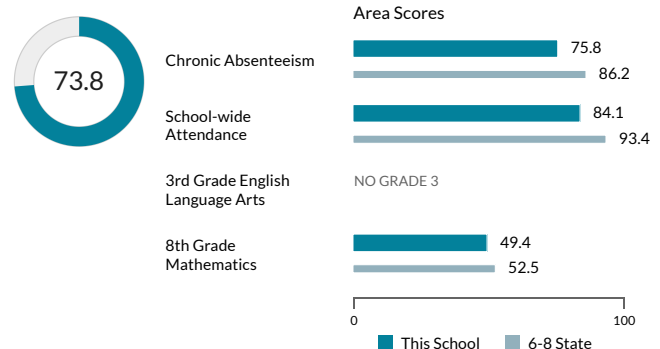 Area Scores
73.8
Chronic Absenteeism
75.8
86.2
School-wide
Attendance
84.1
93.4
3rd Grade English
Language Arts
NO GRADE 3
8th Grade
Mathematics
49.4
52.5
0
100
This School
6-8 State